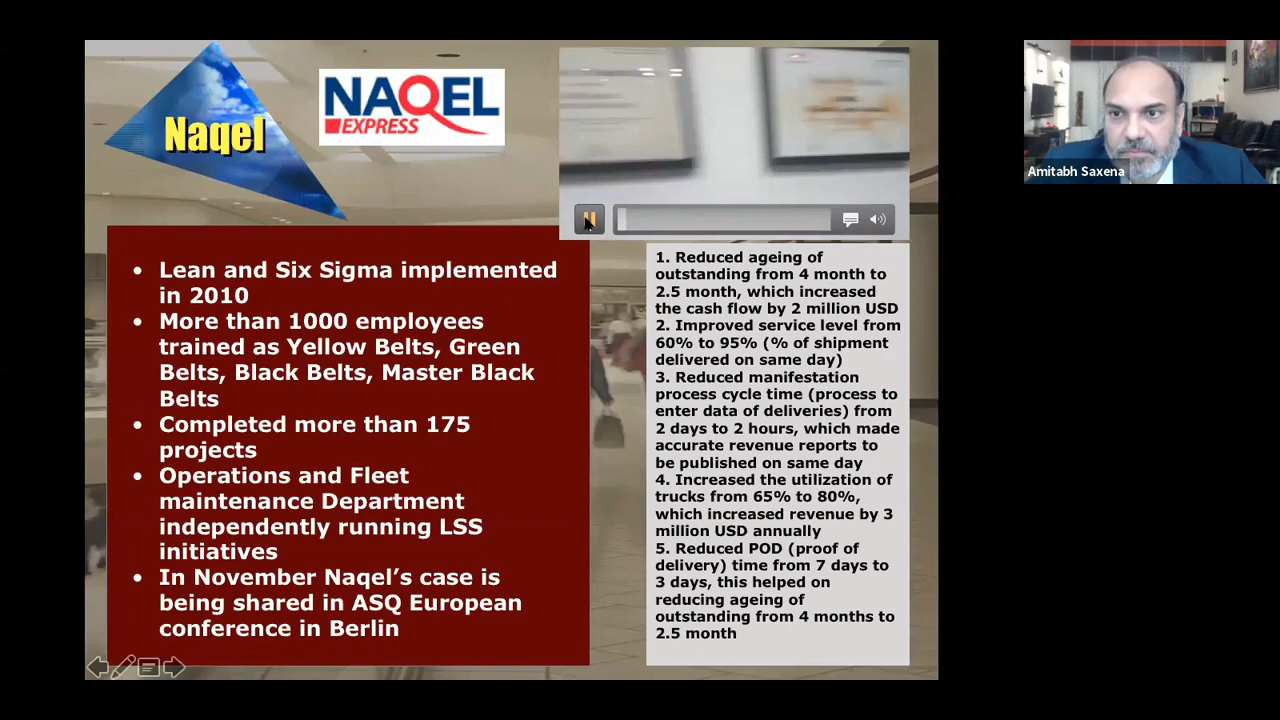 Naqel
NAQEL
EXPRESS
• Lean and Six Sigma implemented
in 2010
• More than 1000 employees
trained as Yellow Belts, Green
Belts, Black Belts, Master Black
Belts
• Completed more than 175
projects
• Operations and Fleet
maintenance Department
independently running LSS
initiatives
• In November Naqel’s case is
being shared in ASQ European
conference in Berlin
1. Reduced ageing of
outstanding from 4 month to
2.5 month, which increased
the cash flow by 2 million USD
2. Improved service level from
60% to 95% (% of shipment
delivered on same day)
3. Reduced manifestation
process cycle time (process to
enter data of deliveries) from
2 days to 2 hours, which made
accurate revenue reports to
be published on same day
4. Increased the utilization of
trucks from 65% to 80%,
which increased revenue by 3
million USD annually
5. Reduced POD (proof of
delivery) time from 7 days to
3 days, this helped on
reducing ageing of
outstanding from 4 months to
2.5 month
Amitabh Saxena